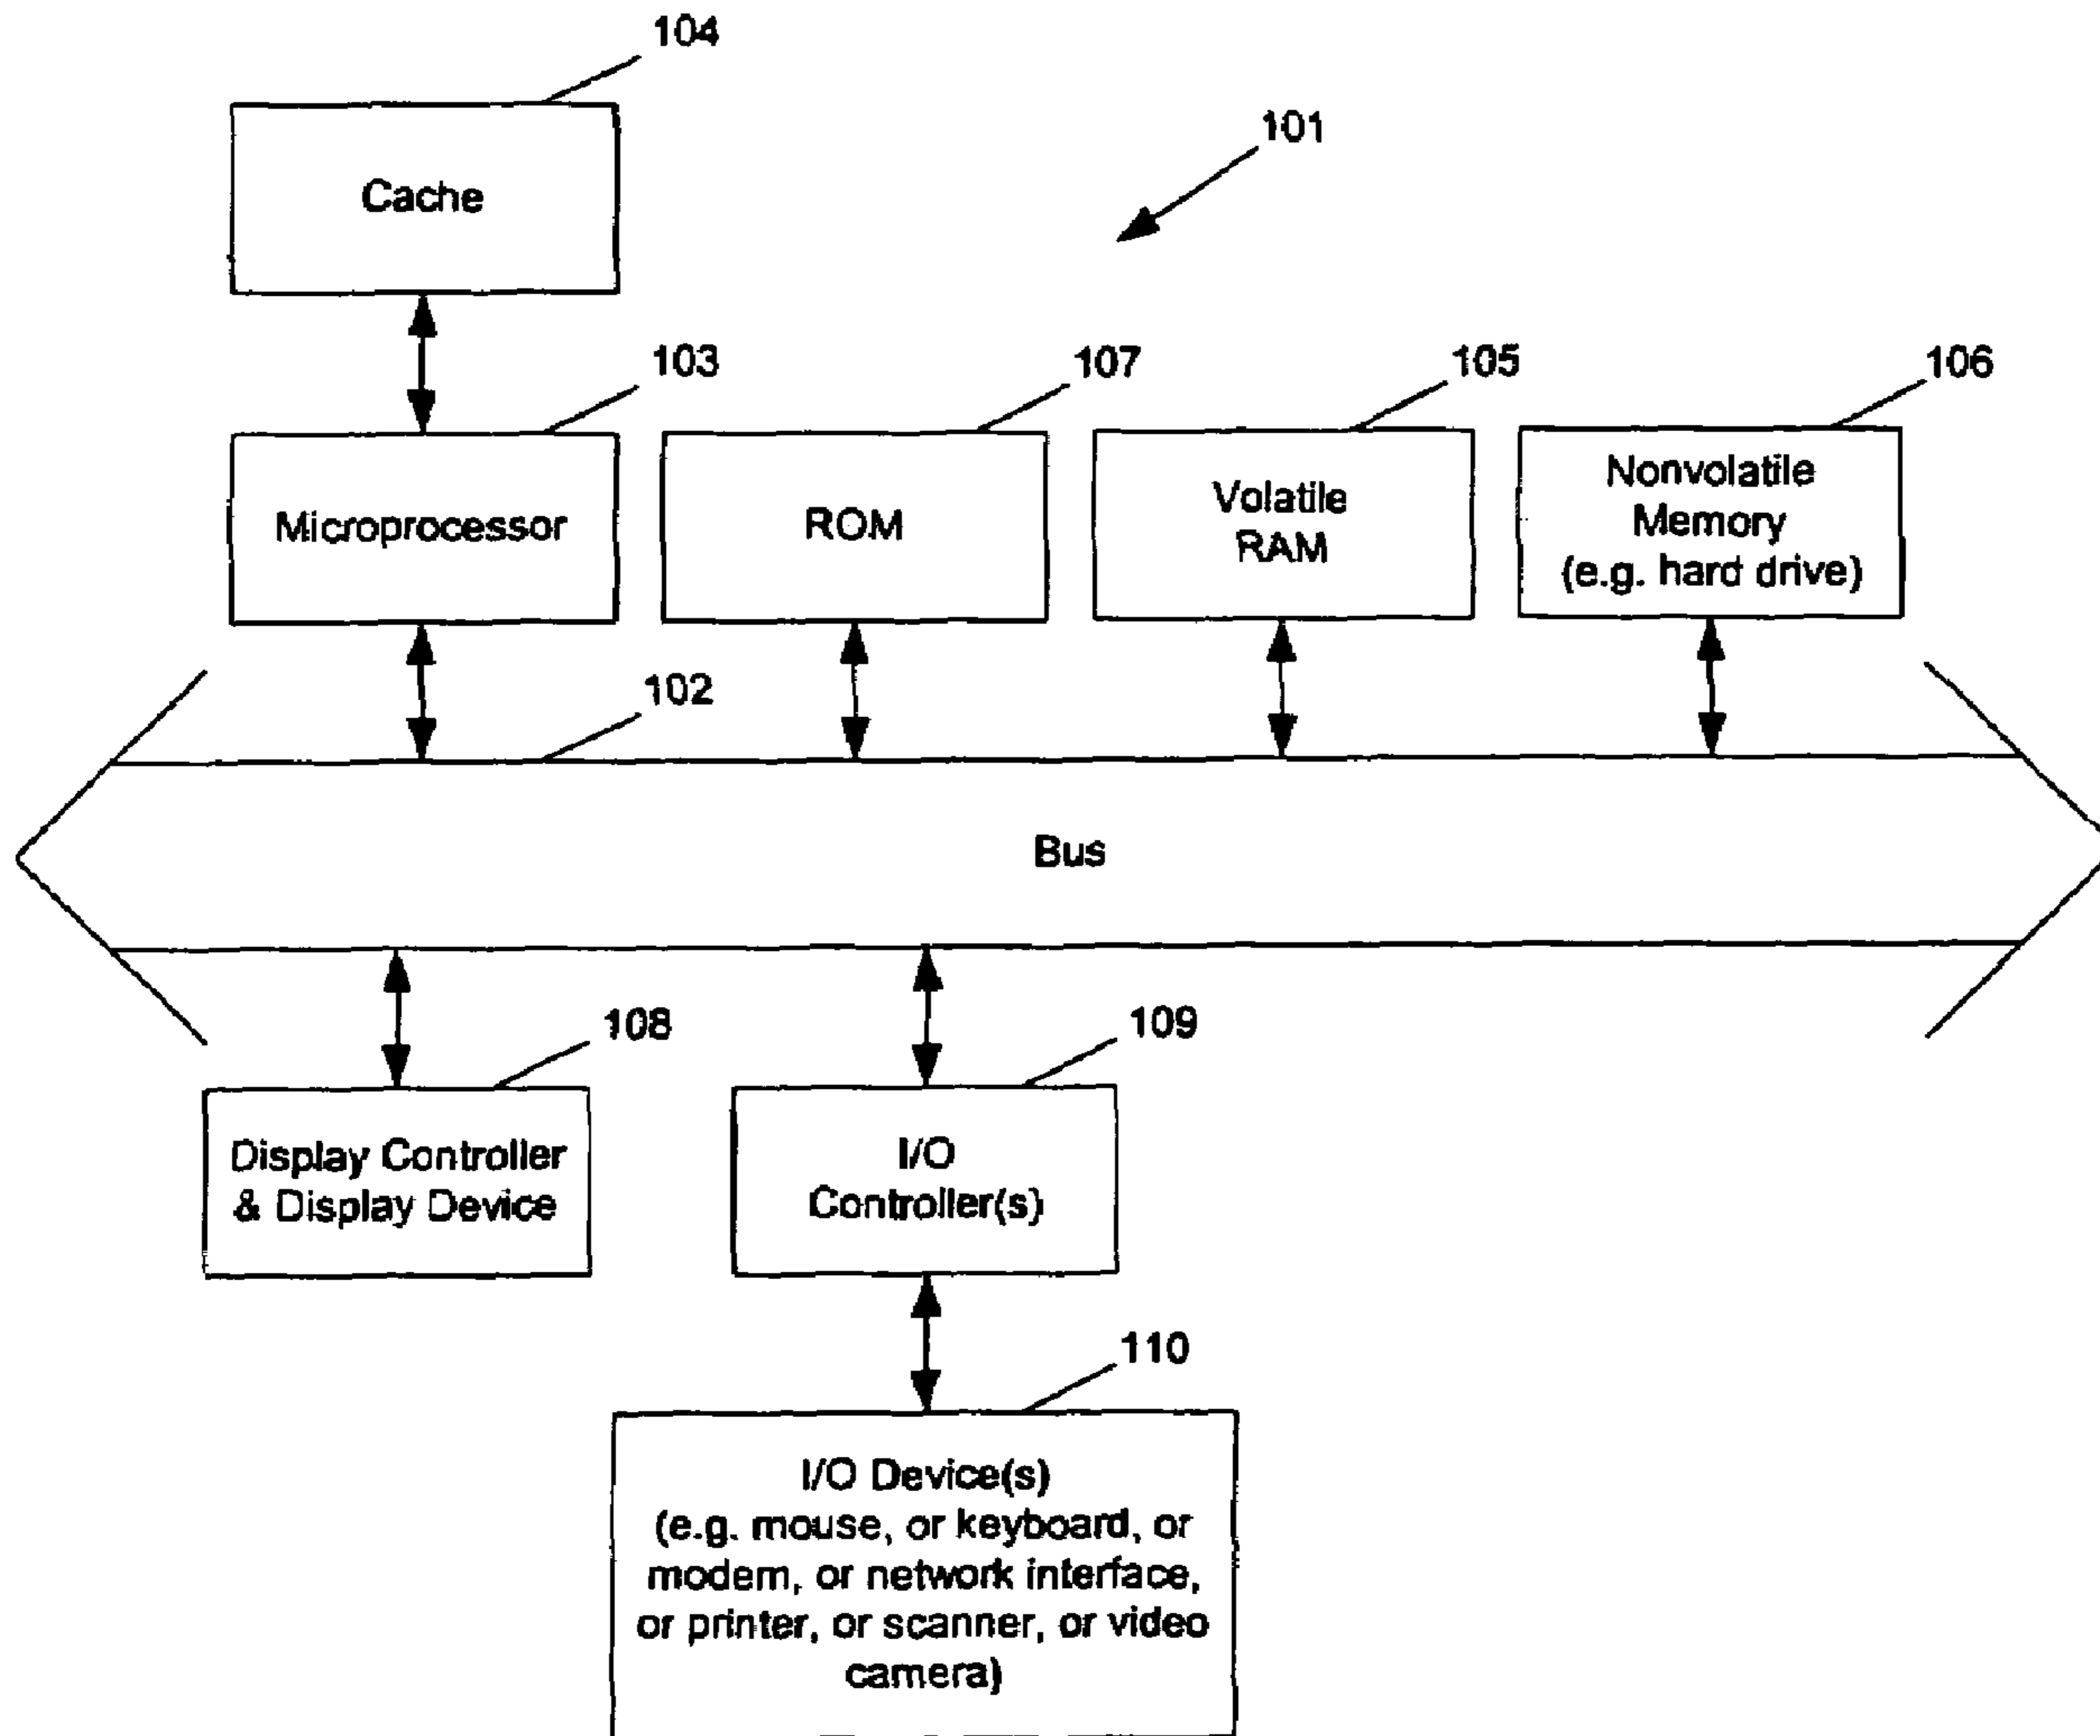 104
101
Cache
103
107
105
106
Microprocessor
ROM
Volatile
RAM
Nonvolatile
Memory
(e.g. hard drive)
102
Bus
108
109
Display Controller
& Display Device
I/O
Controller(s)
110
I/O Device(s)
(e.g. mouse, or keyboard, or
modem, or network interface,
or printer, or scanner, or video
camera)